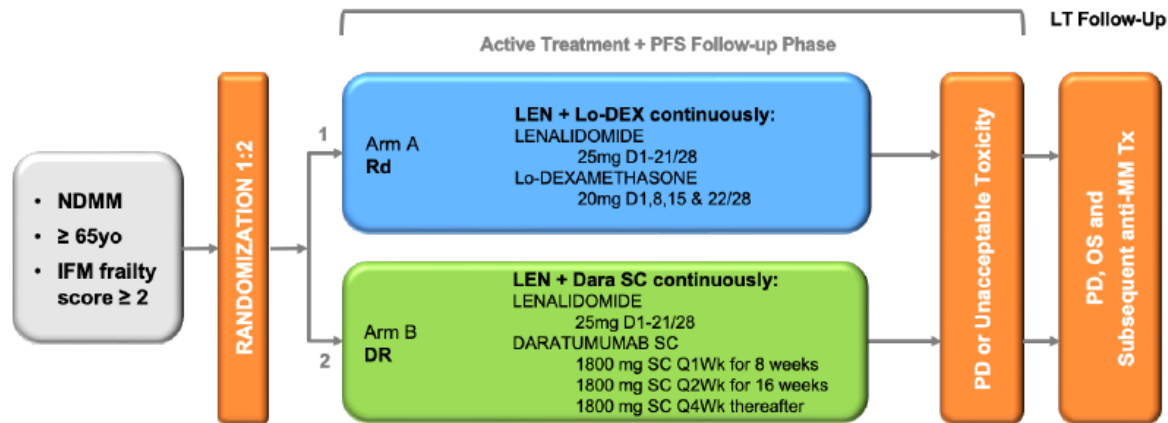 LT Follow-Up
Active Treatment + PFS Follow-up Phase
• NDMM
• ≥ 65yo
• IFM frailty
score ≥ 2
RANDOMIZATION 1:2
1
Arm A
Rd
LEN + Lo-DEX continuously:
LENALIDOMIDE
25mg D1-21/28
Lo-DEXAMETHASONE
20mg D1,8,15 & 22/28
2
Arm B
DR
LEN + Dara SC continuously:
LENALIDOMIDE
25mg D1-21/28
DARATUMUMAB SC
1800 mg SC Q1Wk for 8 weeks
1800 mg SC Q2Wk for 16 weeks
1800 mg SC Q4Wk thereafter
PD or Unacceptable Toxicity
PD, OS and
Subsequent anti-MM Tx